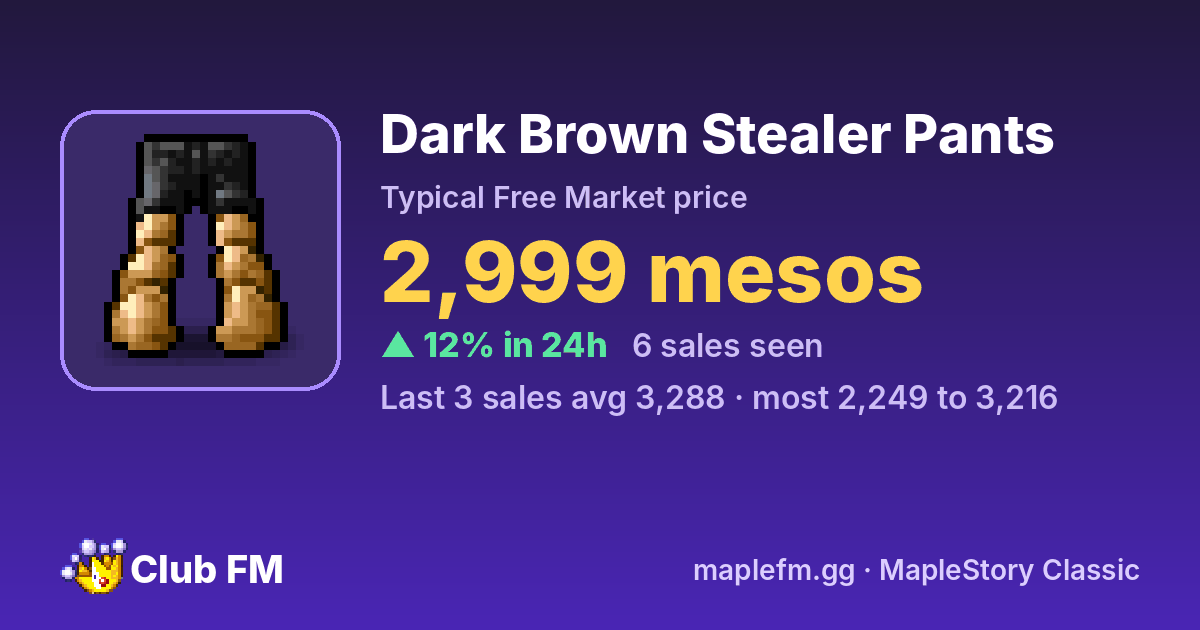 Dark Brown Stealer Pants
Typical Free Market price
2,999 mesos
▲ 12% in 24h 6 sales seen
Last 3 sales avg 3,288 · most 2,249 to 3,216
Club FM
maplefm.gg · MapleStory Classic